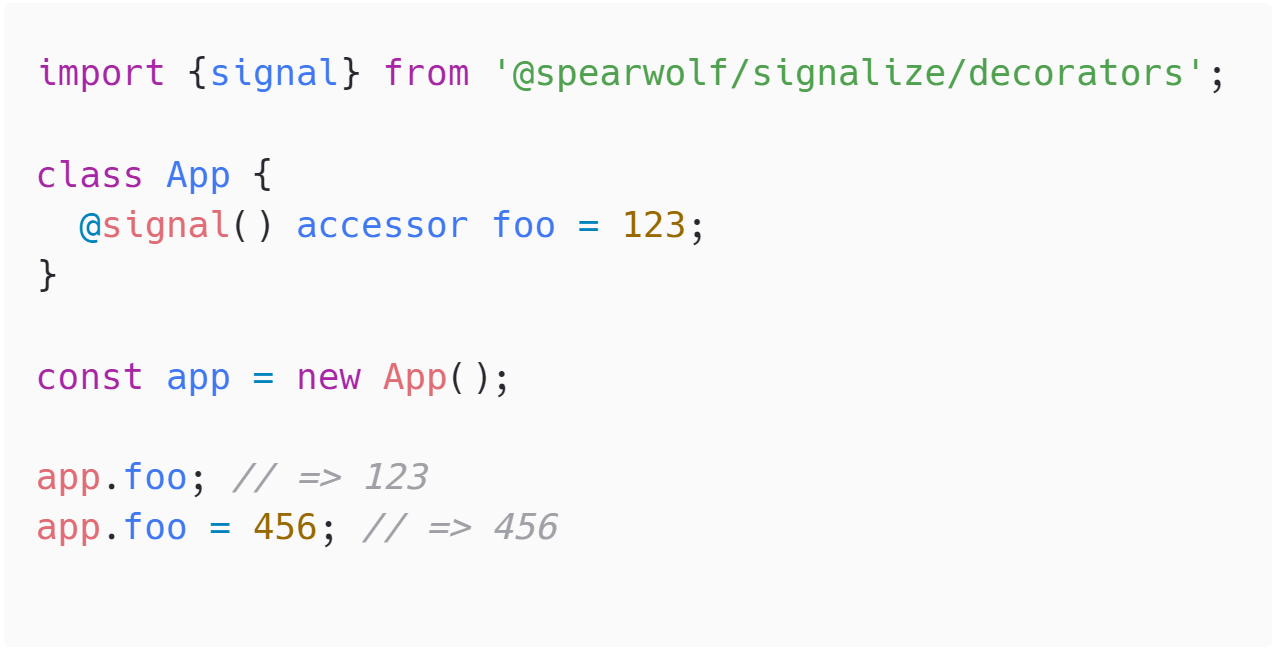 import {signal} from '@spearwolf/signalize/decorators';
class App {
  @signal() accessor foo = 123;
}
const app = new App();
app.foo; // => 123
app.foo = 456; // => 456